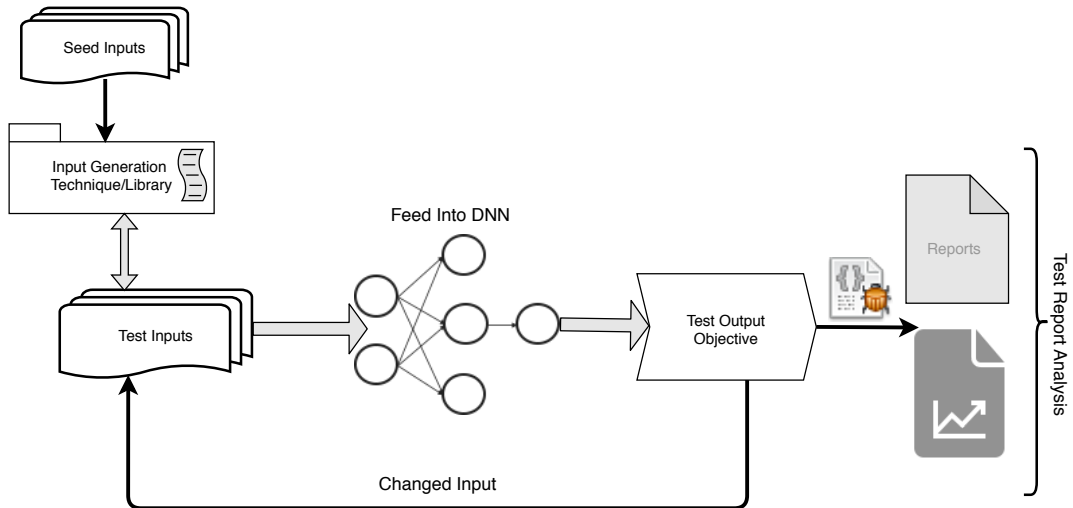 Seed Inputs
Input Generation
Technique/Library
Feed Into DNN
Test Inputs
Test Output
Objective
{}
Reports
Test Report Analysis
Changed Input